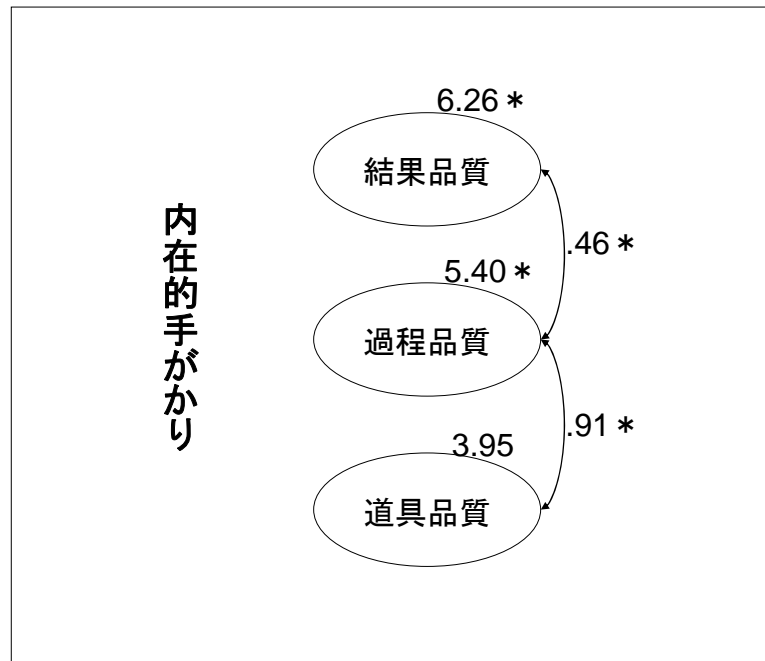 内在的手がかり
6.26＊
結果品質
.46＊
5.40＊
過程品質
.91＊
3.95
道具品質